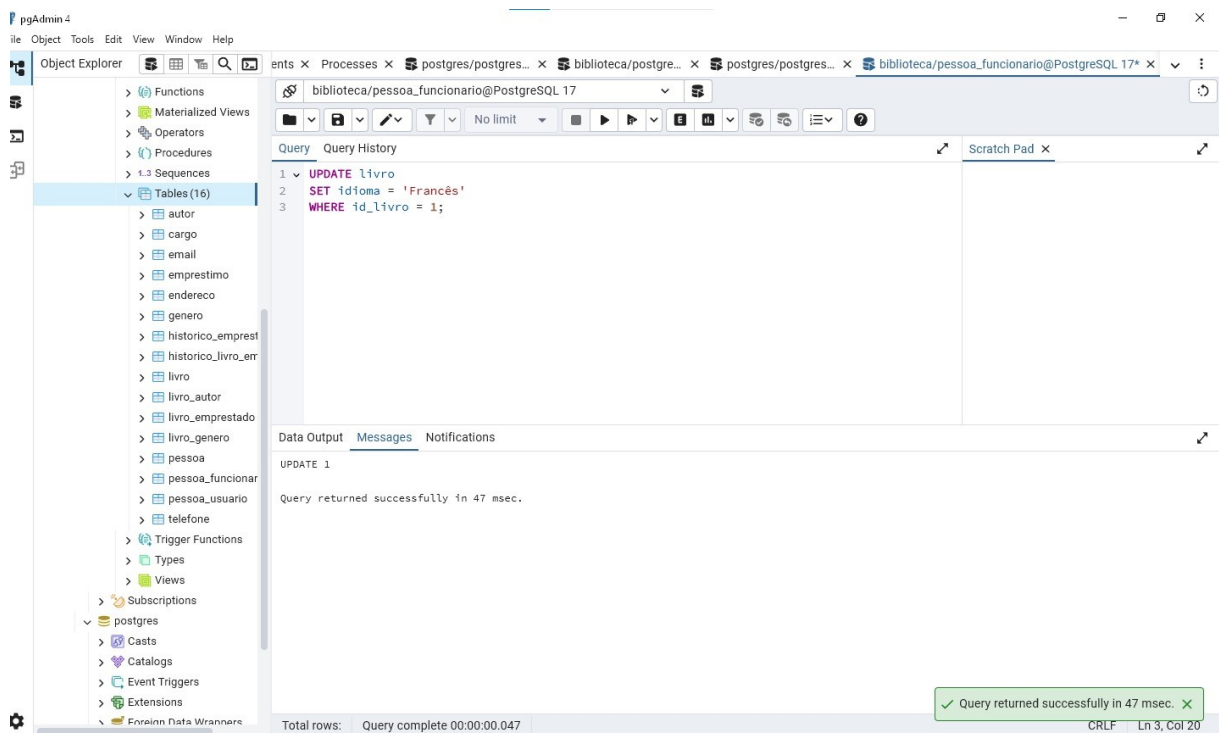 pgAdmin 4
ile Object Tools Edit View Window Help
Object Explorer
ents × Processes × postgres/postgres... × biblioteca/postgre... × postgres/postgres... × biblioteca/pessoa_funcionario@PostgreSQL 17* ×
Functions
Materialized Views
Operators
Procedures
1..3 Sequences
Tables (16)
autor
cargo
email
emprestimo
endereco
genero
historico_emprest
historico_livro_em
livro
livro_autor
livro_emprestado
livro_genero
pessoa
pessoa_funcionar
pessoa_usuario
telefone
Trigger Functions
Types
Views
Subscriptions
postgres
Casts
Catalogs
Event Triggers
Extensions
Foreign Data Wrappers
biblioteca/pessoa_funcionario@PostgreSQL 17
No limit
E
Query Query History
Scratch Pad ×
1 UPDATE livro
2 SET idioma = 'Francês'
3 WHERE id_livro = 1;
Data Output Messages Notifications
UPDATE 1
Query returned successfully in 47 msec.
Query returned successfully in 47 msec. ×
Total rows: Query complete 00:00:00.047 CRLF Ln 3, Col 20